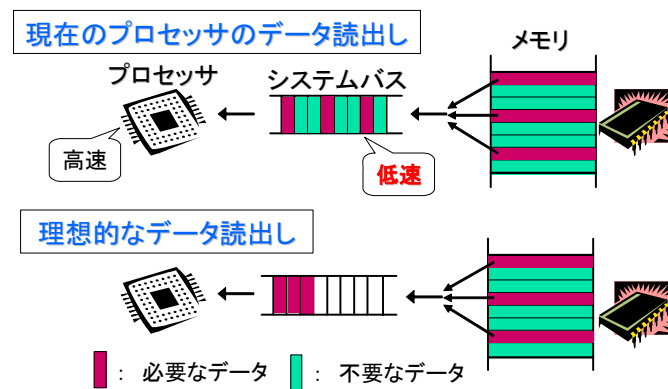 現在のプロセッサのデータ読出し
メモリ
プロセッサ
システムバス
高速
低速
理想的なデータ読出し
: 必要なデータ
: 不要なデータ